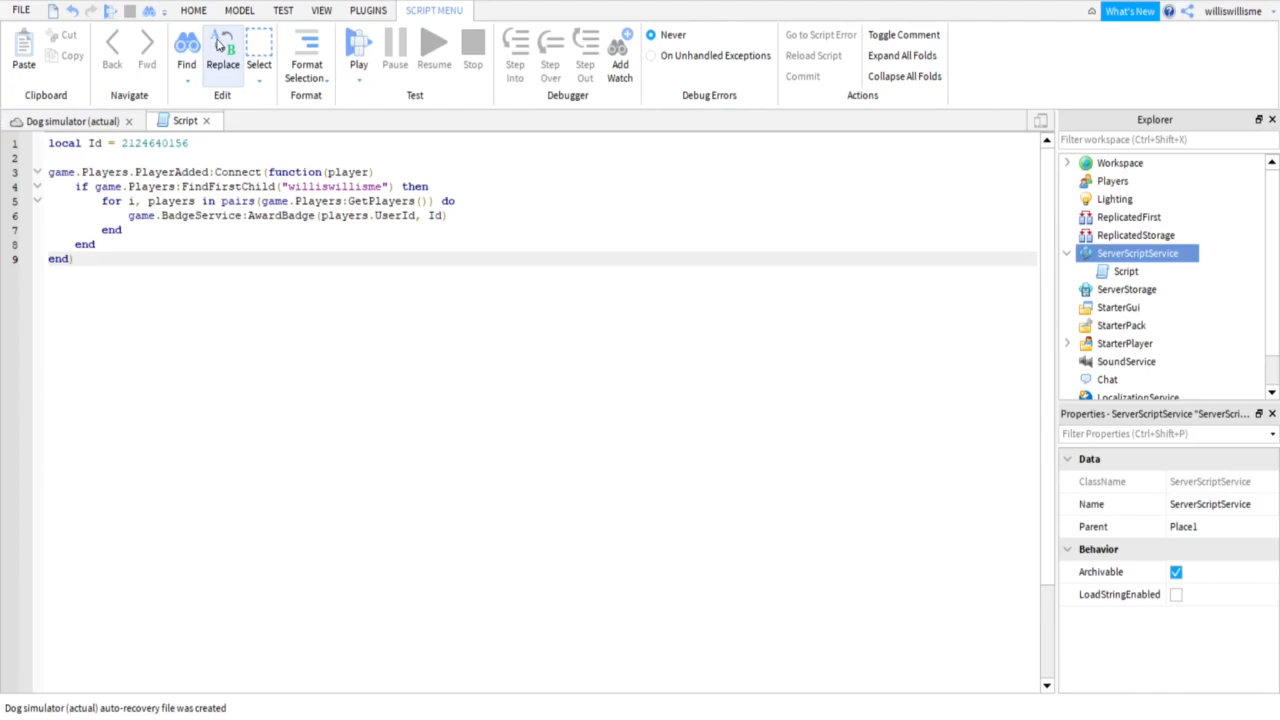 FILE HOME MODEL TEST VIEW PLUGINS SCRIPT MENU What's New williswillisme
Paste Cut Copy
Clipboard
Back Fwd
Navigate
Find Replace Select
Edit
Format Selection
Format
Play Pause Resume Stop
Test
Step Into Step Over Step Out Add Watch
Debugger
Never
On Unhandled Exceptions
Debug Errors
Go to Script Error Toggle Comment
Reload Script Expand All Folds
Commit Collapse All Folds
Actions
Dog simulator (actual) Script
1 local Id = 2124640156
2
3 game.Players.PlayerAdded:Connect(function(player)
4 if game.Players:FindFirstChild("williswillisme") then
5 for i, players in pairs(game.Players:GetPlayers()) do
6 game.BadgeService:AwardBadge(players.UserId, Id)
7 end
8 end
9 end)
Explorer
Filter workspace (Ctrl+Shift+X)
Workspace
Players
Lighting
ReplicatedFirst
ReplicatedStorage
ServerScriptService
Script
ServerStorage
StarterGui
StarterPack
StarterPlayer
SoundService
Chat
LocalizationService
Properties - ServerScriptService "ServerScri...
Filter Properties (Ctrl+Shift+P)
Data
ClassName ServerScriptService
Name ServerScriptService
Parent Place1
Behavior
Archivable
LoadStringEnabled
Dog simulator (actual) auto-recovery file was created